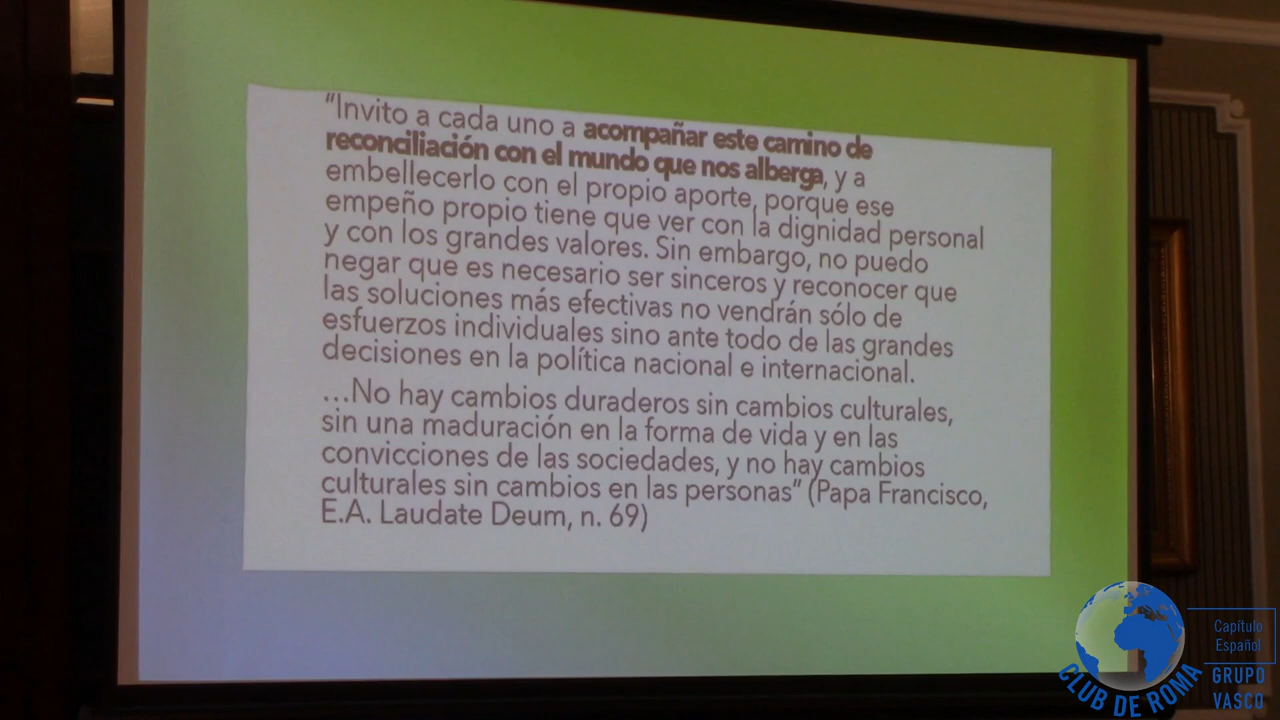 “Invito a cada uno a acompañar este camino de
reconciliación con el mundo que nos alberga, y a
embellecerlo con el propio aporte, porque ese
empeño propio tiene que ver con la dignidad personal
y con los grandes valores. Sin embargo, no puedo
negar que es necesario ser sinceros y reconocer que
las soluciones más efectivas no vendrán sólo de
esfuerzos individuales sino ante todo de las grandes
decisiones en la política nacional e internacional.
…No hay cambios duraderos sin cambios culturales,
sin una maduración en la forma de vida y en las
convicciones de las sociedades, y no hay cambios
culturales sin cambios en las personas” (Papa Francisco,
E.A. Laudate Deum, n. 69)
CLUB DE ROMA
Capítulo
Español
GRUPO
VASCO